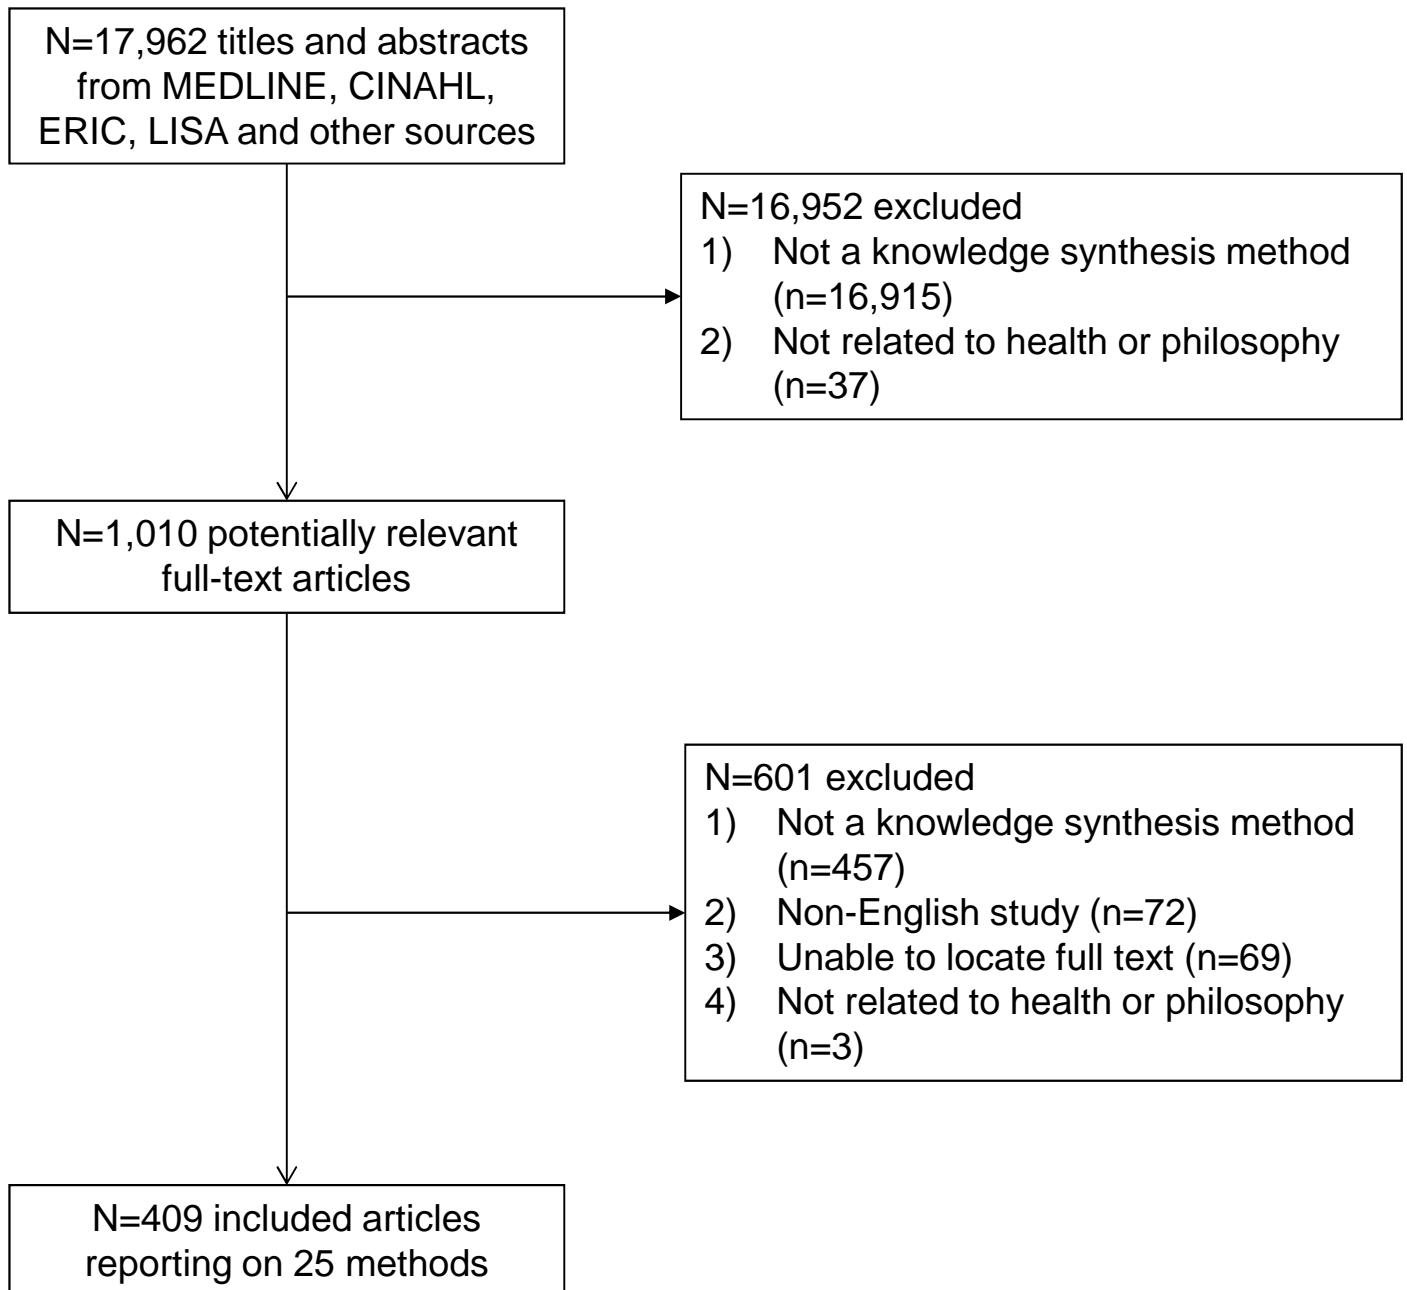 N=17,962 titles and abstracts
from MEDLINE, CINAHL,
ERIC, LISA and other sources
N=16,952 excluded
1) Not a knowledge synthesis method
(n=16,915)
2) Not related to health or philosophy
(n=37)
N=1,010 potentially relevant
full-text articles
N=601 excluded
1) Not a knowledge synthesis method
(n=457)
2) Non-English study (n=72)
3) Unable to locate full text (n=69)
4) Not related to health or philosophy
(n=3)
N=409 included articles
reporting on 25 methods